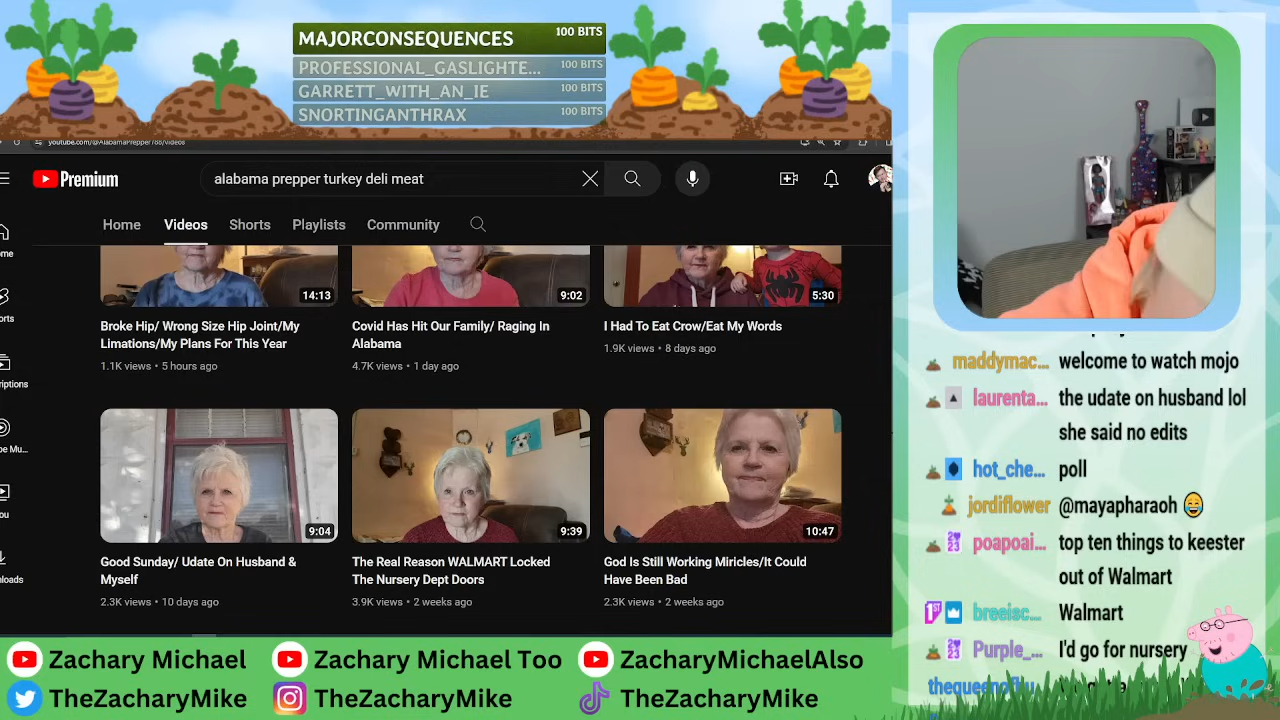 MAJORCONSEQUENCES 100 BITS
PROFESSIONAL_GASLIGHTE... 100 BITS
GARRETT_WITH_AN_IE 100 BITS
SNORTINGANTHRAX 100 BITS
youtube.com/@AlabamaPrepper788/videos
Premium
alabama prepper turkey deli meat
Home Videos Shorts Playlists Community
14:13
9:02
5:30
Broke Hip/ Wrong Size Hip Joint/My
Limations/My Plans For This Year
1.1K views • 5 hours ago
Covid Has Hit Our Family/ Raging In
Alabama
4.7K views • 1 day ago
I Had To Eat Crow/Eat My Words
1.9K views • 8 days ago
9:04
9:39
10:47
Good Sunday/ Udate On Husband &
Myself
2.3K views • 10 days ago
The Real Reason WALMART Locked
The Nursery Dept Doors
3.9K views • 2 weeks ago
God Is Still Working Miricles/It Could
Have Been Bad
2.3K views • 2 weeks ago
maddymac... welcome to watch mojo
laurenta... the udate on husband lol
she said no edits
hot_che... poll
jordiflower @mayapharaoh 😂
poapoai... top ten things to keester
out of Walmart
breeisc... Walmart
Purple_... I'd go for nursery
Zachary Michael Zachary Michael Too ZacharyMichaelAlso
TheZacharyMike TheZacharyMike TheZacharyMike